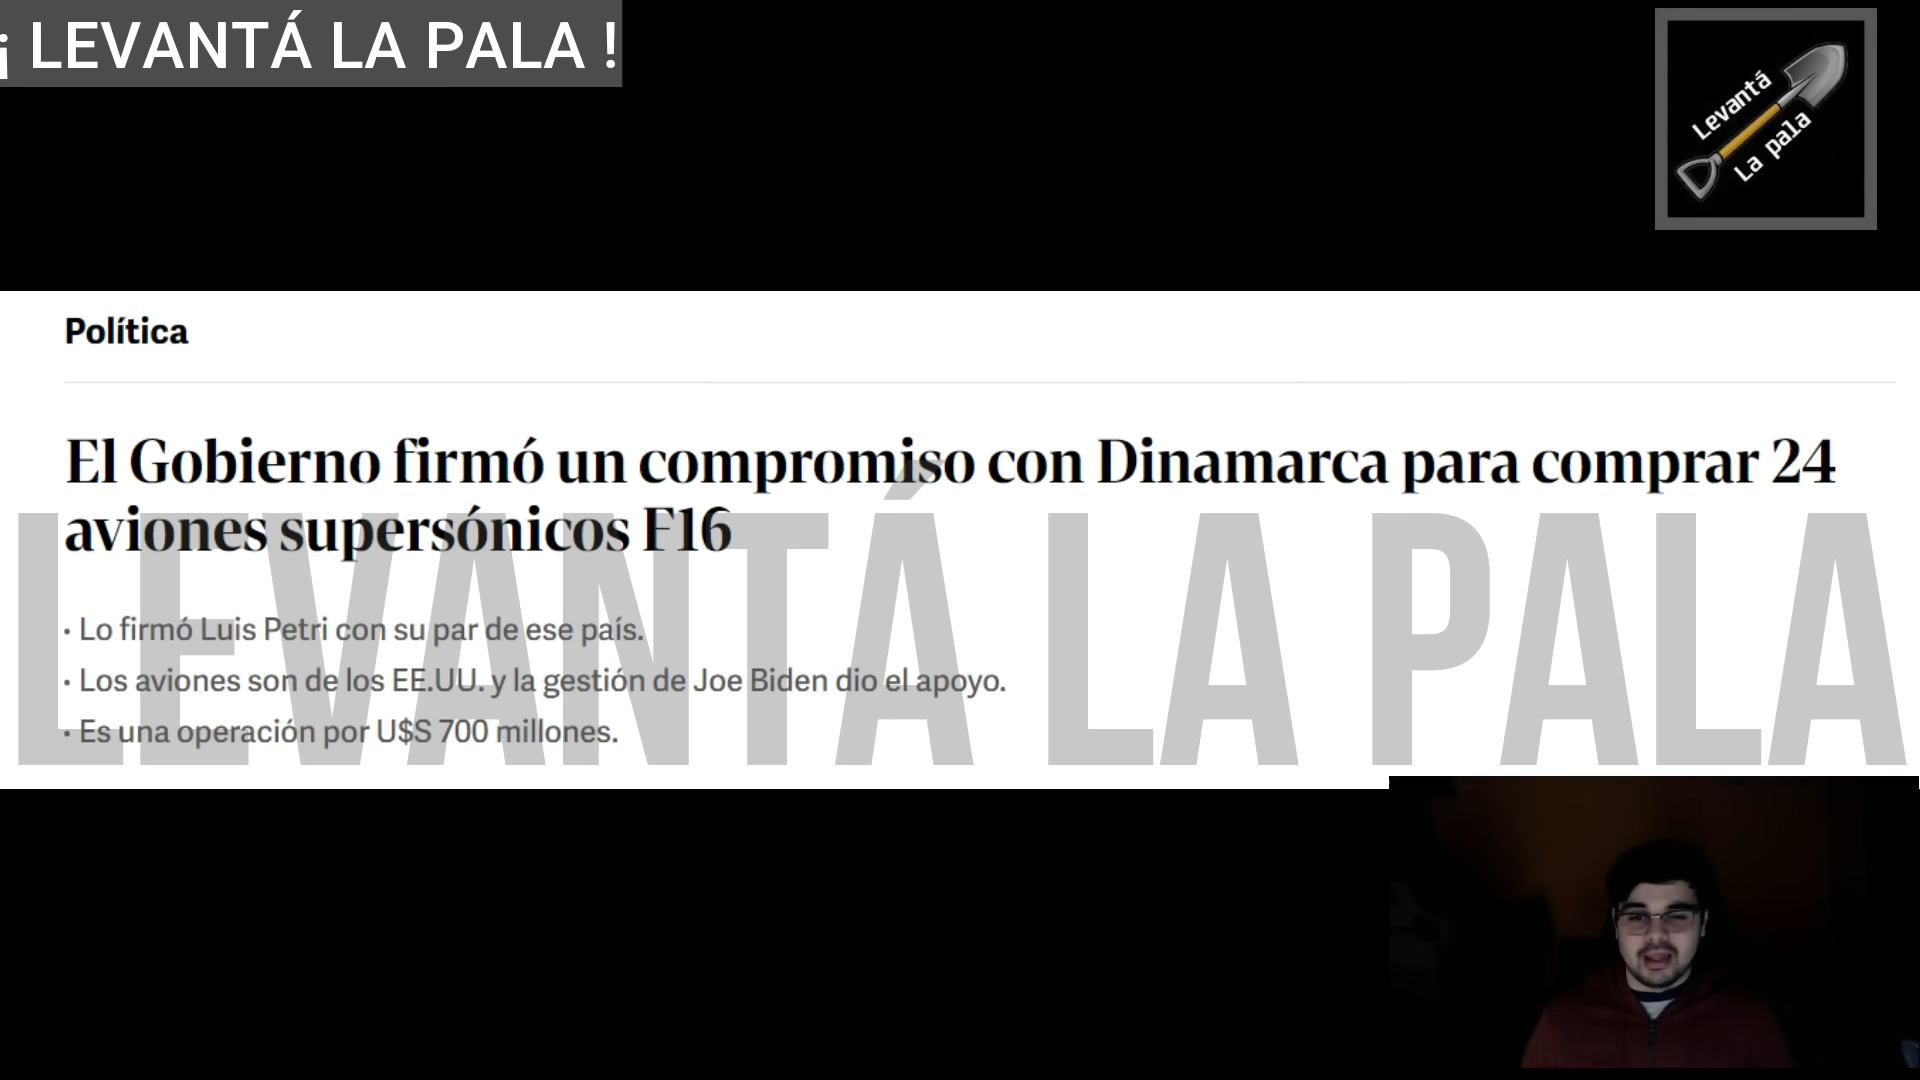 ¡ LEVANTÁ LA PALA !
Levantá
La pala
Política
El Gobierno firmó un compromiso con Dinamarca para comprar 24
aviones supersónicos F16
• Lo firmó Luis Petri con su par de ese país.
• Los aviones son de los EE.UU. y la gestión de Joe Biden dio el apoyo.
• Es una operación por U$S 700 millones.
LEVANTÁ LA PALA